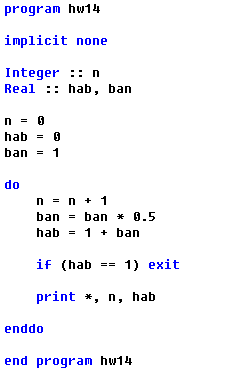 program hw14
implicit none
Integer :: n
Real :: hab, ban
n = 0
hab = 0
ban = 1
do
n = n + 1
ban = ban * 0.5
hab = 1 + ban
if (hab == 1) exit
print *, n, hab
enddo
end program hw14